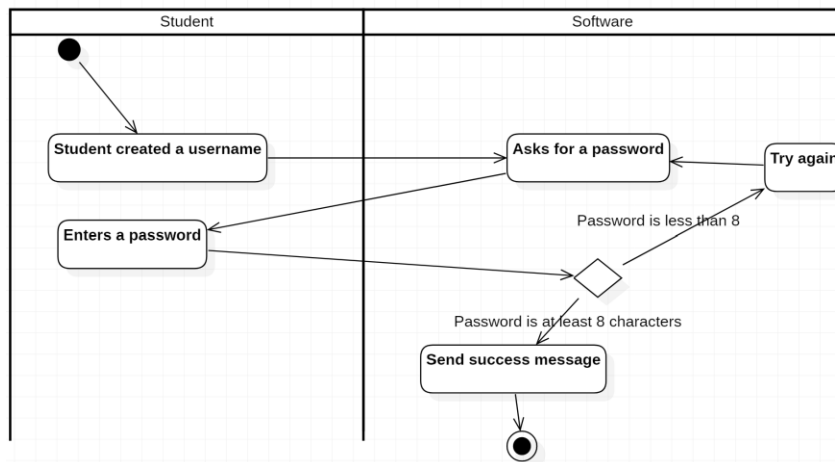 Student
Software
Student created a username
Asks for a password
Try again
Enters a password
Password is less than 8
Password is at least 8 characters
Send success message